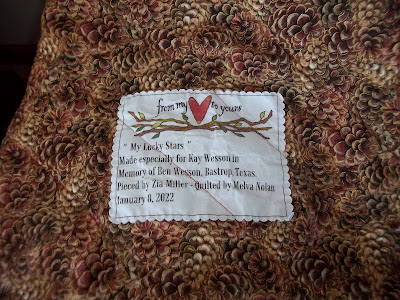 from my to yours
" My Lucky Stars "
Made especially for Kay Wesson in
Memory of Ben Wesson, Bastrop, Texas.
Pieced by Zia Miller - Quilted by Melva Nolan
January 8, 2022